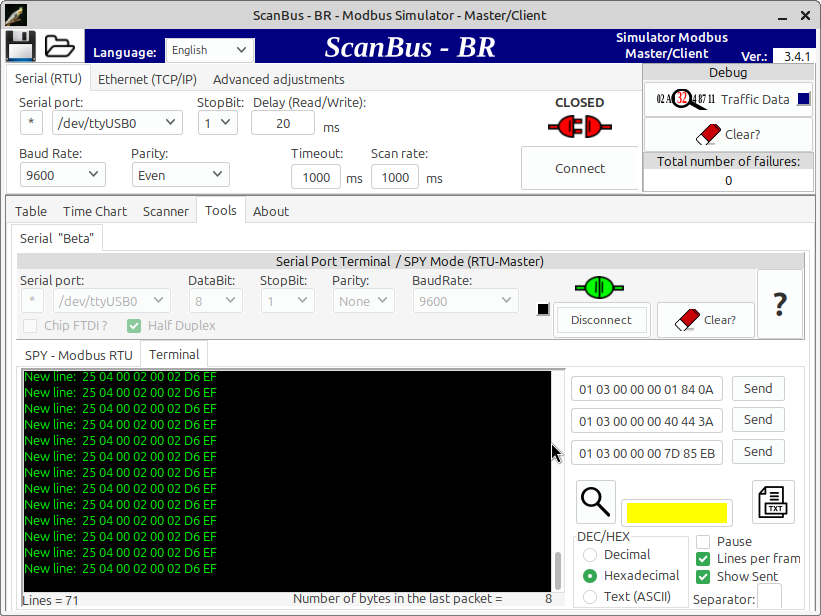 ScanBus - BR - Modbus Simulator - Master/Client
Language: English
ScanBus - BR
Simulator Modbus
Master/Client
Ver.: 3.4.1
Serial (RTU) Ethernet (TCP/IP) Advanced adjustments
Debug
Serial port: StopBit: Delay (Read/Write):
* /dev/ttyUSB0 1 20 ms
CLOSED
32
Traffic Data
Clear?
Baud Rate: Parity: Timeout: Scan rate:
9600 Even 1000 ms 1000 ms
Connect
Total number of failures:
0
Table Time Chart Scanner Tools About
Serial "Beta"
Serial Port Terminal / SPY Mode (RTU-Master)
Serial port: DataBit: StopBit: Parity: BaudRate:
* /dev/ttyUSB0 8 1 None 9600
Chip FTDI ? Half Duplex
Disconnect
Clear?
?
SPY - Modbus RTU Terminal
New line: 25 04 00 02 00 02 D6 EF
New line: 25 04 00 02 00 02 D6 EF
New line: 25 04 00 02 00 02 D6 EF
New line: 25 04 00 02 00 02 D6 EF
New line: 25 04 00 02 00 02 D6 EF
New line: 25 04 00 02 00 02 D6 EF
New line: 25 04 00 02 00 02 D6 EF
New line: 25 04 00 02 00 02 D6 EF
New line: 25 04 00 02 00 02 D6 EF
New line: 25 04 00 02 00 02 D6 EF
New line: 25 04 00 02 00 02 D6 EF
New line: 25 04 00 02 00 02 D6 EF
New line: 25 04 00 02 00 02 D6 EF
Lines = 71
Number of bytes in the last packet = 8
01 03 00 00 00 01 84 0A Send
01 03 00 00 00 40 44 3A Send
01 03 00 00 00 7D 85 EB Send
TXT
DEC/HEX
Decimal
Hexadecimal
Text (ASCII)
Pause
Lines per fram
Show Sent
Separator: